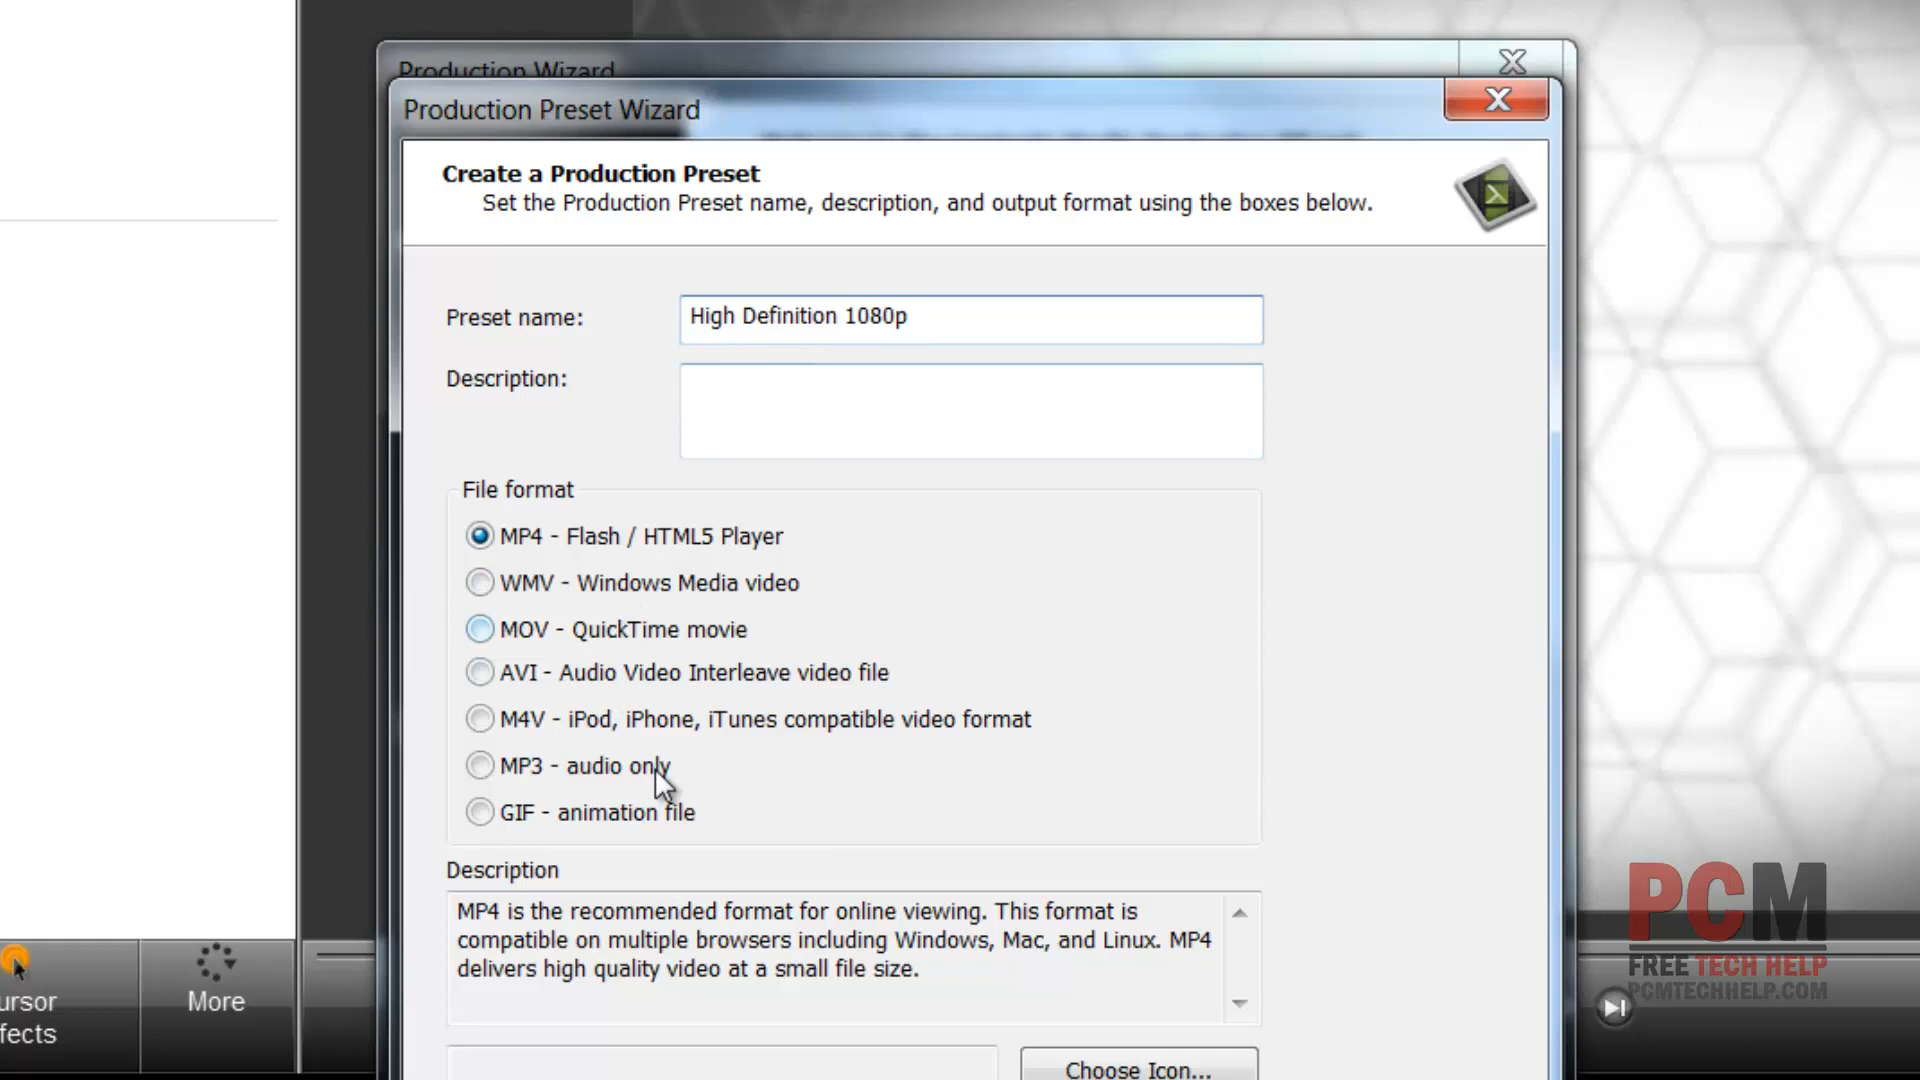 Production Wizard
Production Preset Wizard
Create a Production Preset
Set the Production Preset name, description, and output format using the boxes below.
Preset name:
High Definition 1080p
Description:
File format
MP4 - Flash / HTML5 Player
WMV - Windows Media video
MOV - QuickTime movie
AVI - Audio Video Interleave video file
M4V - iPod, iPhone, iTunes compatible video format
MP3 - audio only
GIF - animation file
Description
MP4 is the recommended format for online viewing. This format is
compatible on multiple browsers including Windows, Mac, and Linux. MP4
delivers high quality video at a small file size.
Choose Icon...
ursor
fects
More
PCM
FREE TECH HELP
PCMTECHHELP.COM